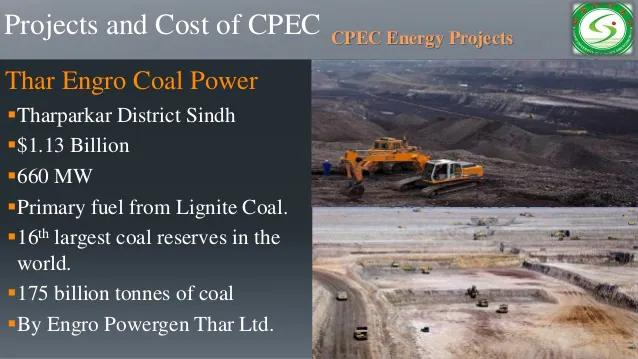 Projects and Cost of CPEC
CPEC Energy Projects
Thar Engro Coal Power
▪Tharparkar District Sindh
▪$1.13 Billion
▪660 MW
▪Primary fuel from Lignite Coal.
▪16th largest coal reserves in the
world.
▪175 billion tonnes of coal
▪By Engro Powergen Thar Ltd.